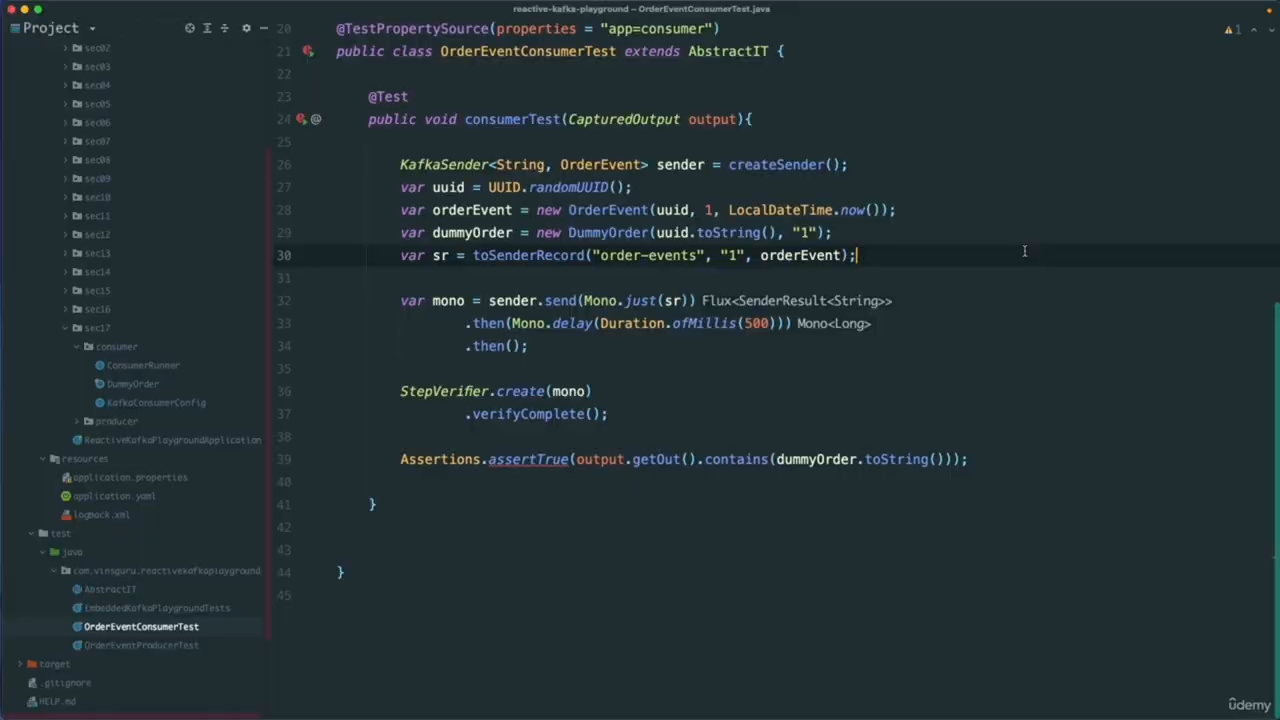 reactive-kafka-playground – OrderEventConsumerTest.java
Project
sec02
sec03
sec04
sec05
sec06
sec07
sec08
sec09
sec10
sec11
sec12
sec13
sec14
sec15
sec16
sec17
consumer
ConsumerRunner
DummyOrder
KafkaConsumerConfig
producer
ReactiveKafkaPlaygroundApplication
resources
application.properties
application.yaml
logback.xml
test
java
com.vinsguru.reactivekafkaplayground
AbstractIT
EmbeddedKafkaPlaygroundTests
OrderEventConsumerTest
OrderEventProducerTest
target
.gitignore
HELP.md
20 @TestPropertySource(properties = "app=consumer")
21 public class OrderEventConsumerTest extends AbstractIT {
22
23 @Test
24 @ public void consumerTest(CapturedOutput output){
25
26 KafkaSender<String, OrderEvent> sender = createSender();
27 var uuid = UUID.randomUUID();
28 var orderEvent = new OrderEvent(uuid, 1, LocalDateTime.now());
29 var dummyOrder = new DummyOrder(uuid.toString(), "1");
30 var sr = toSenderRecord("order-events", "1", orderEvent);
31
32 var mono = sender.send(Mono.just(sr)) Flux<SenderResult<String>>
33 .then(Mono.delay(Duration.ofMillis(500))) Mono<Long>
34 .then();
35
36 StepVerifier.create(mono)
37 .verifyComplete();
38
39 Assertions.assertTrue(output.getOut().contains(dummyOrder.toString()));
40
41 }
42
43
44 }
45
1
ûdemy